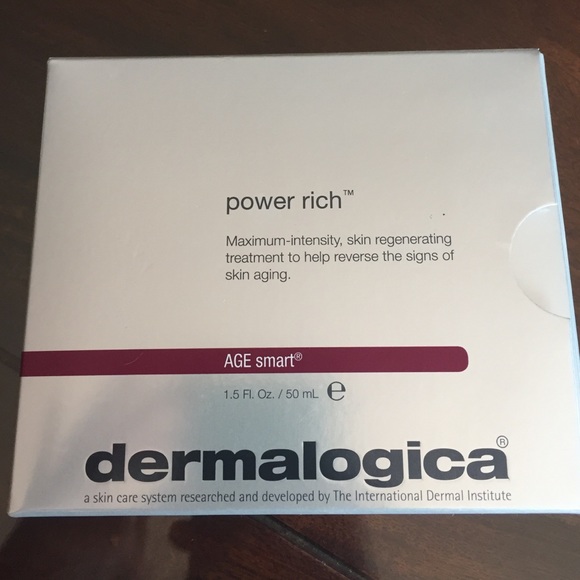 power rich™
Maximum-intensity, skin regenerating
treatment to help reverse the signs of
skin aging.
AGE smart®
1.5 Fl. Oz. / 50 mL ℮
dermalogica®
a skin care system researched and developed by The International Dermal Institute